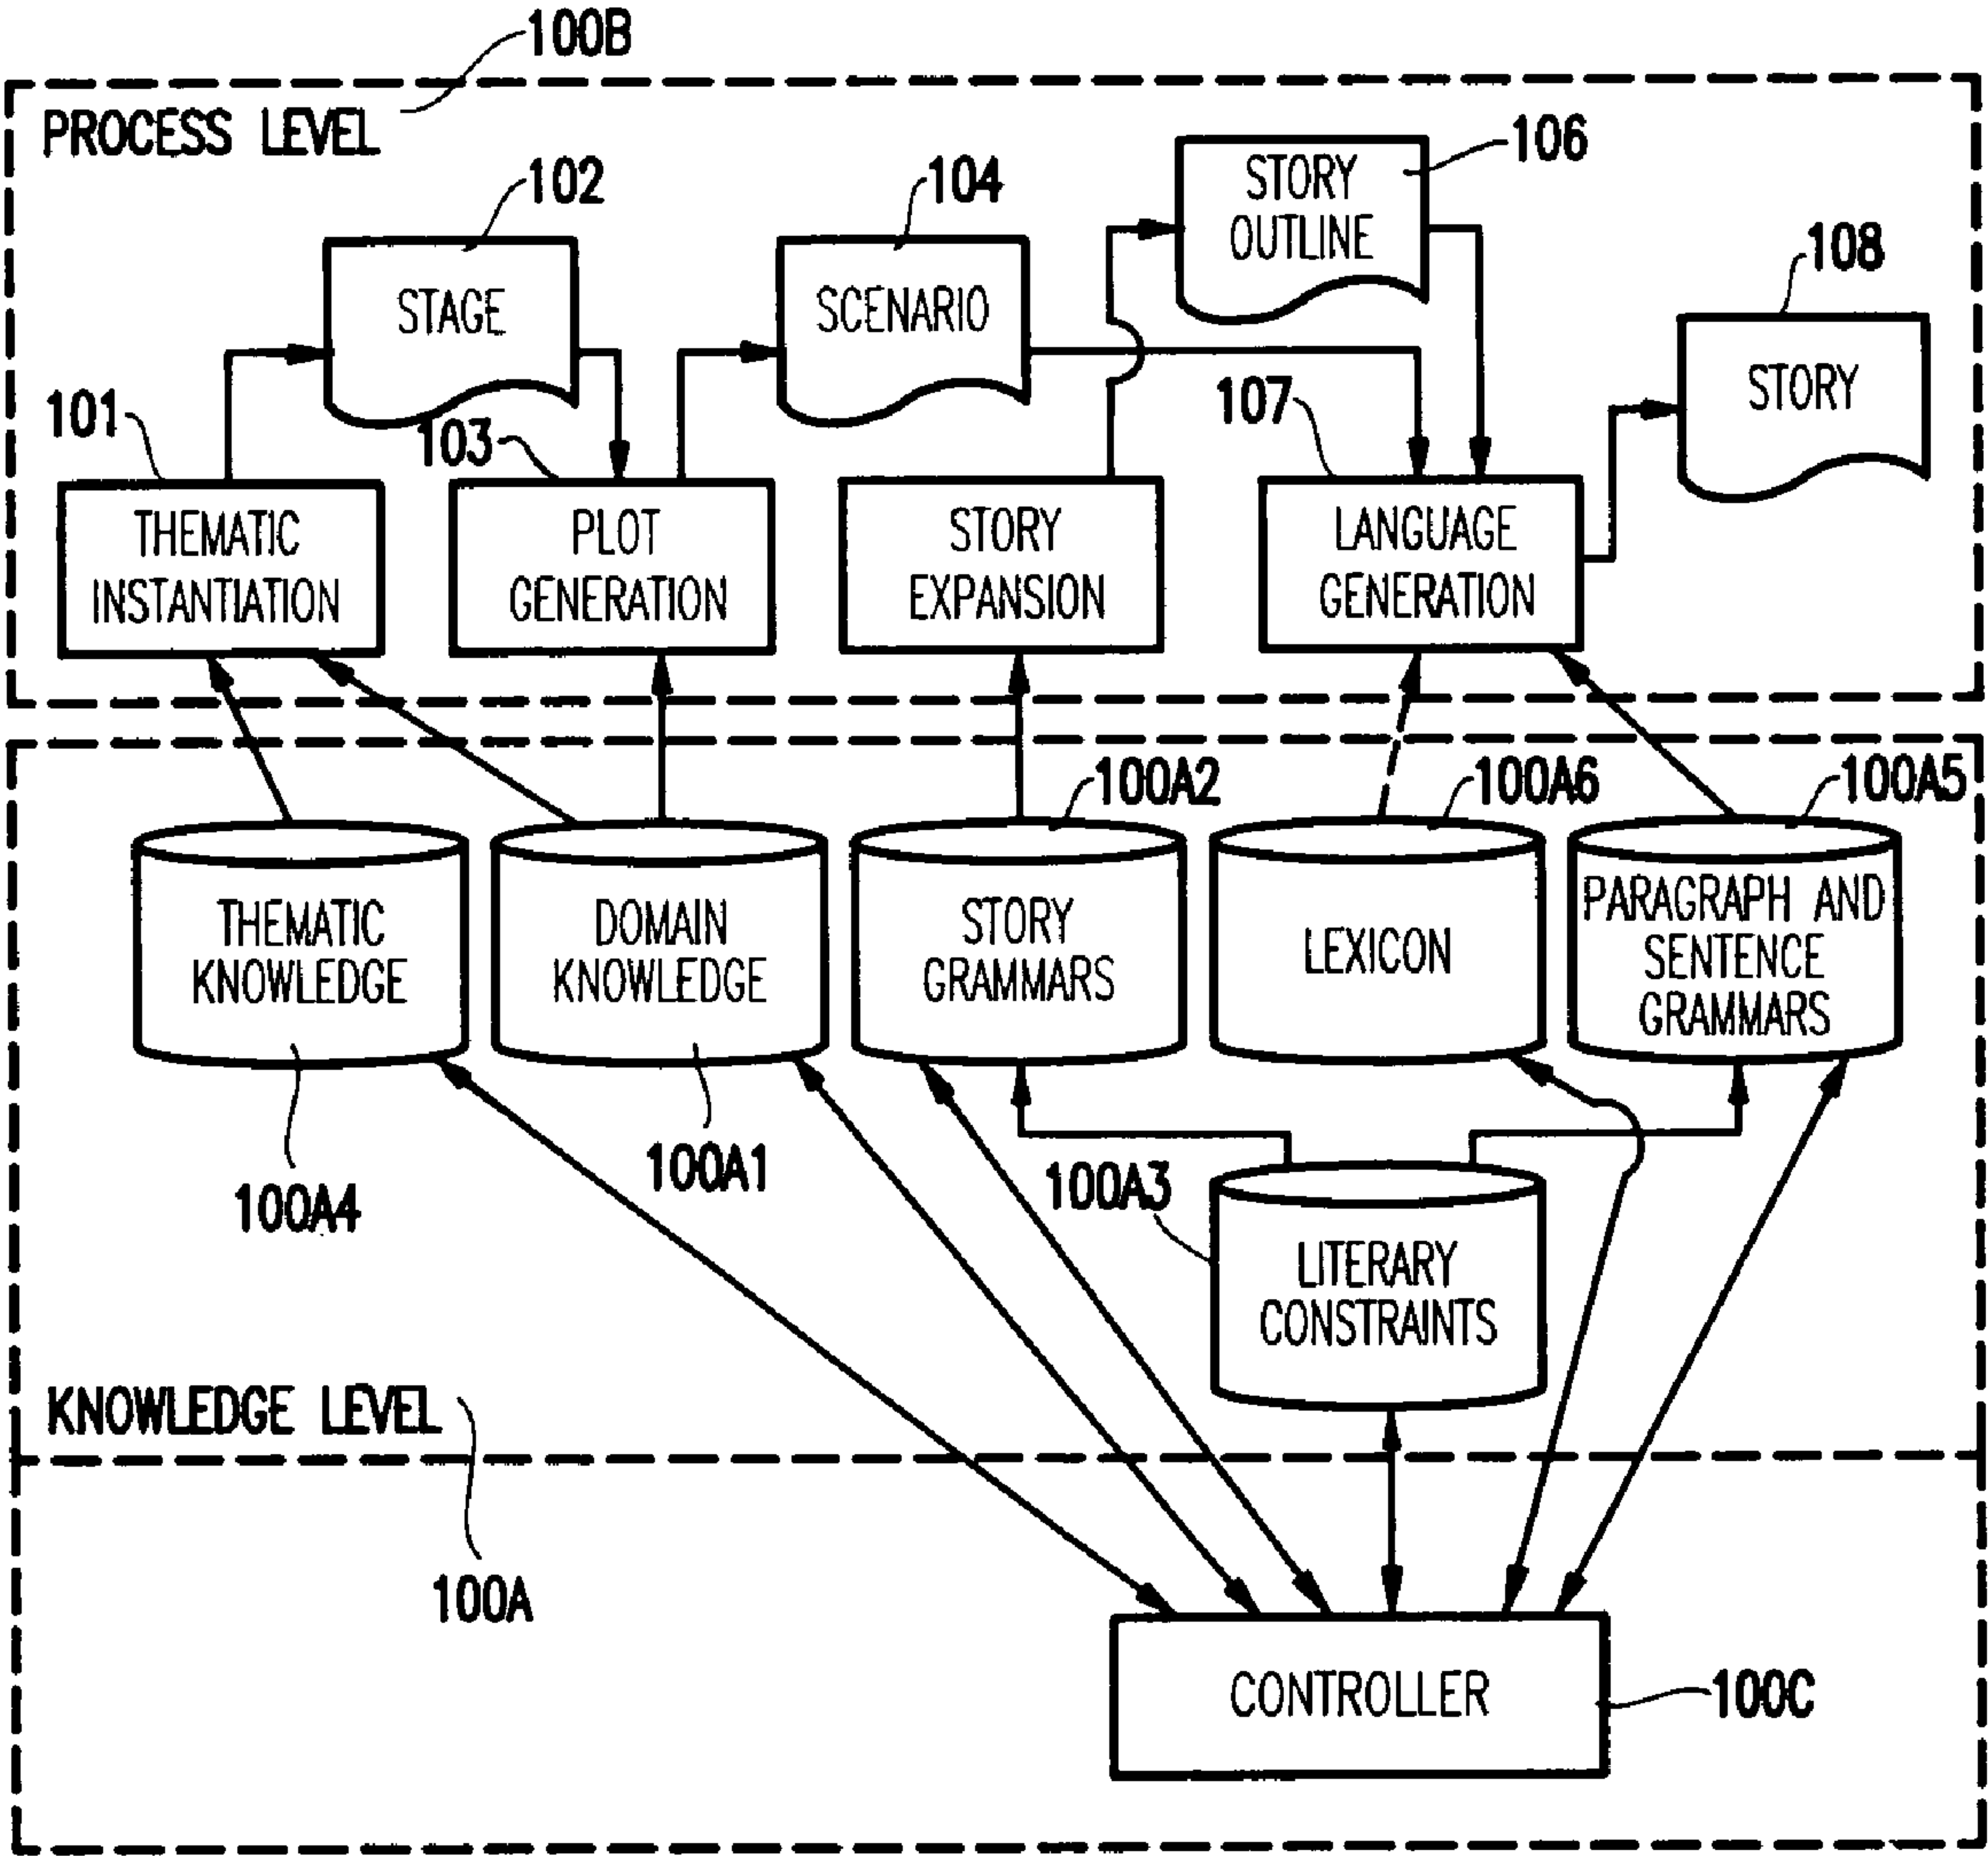 100B
PROCESS LEVEL
102
104
106
STORY
OUTLINE
108
STAGE
SCENARIO
STORY
101
103
107
THEMATIC
INSTANTIATION
PLOT
GENERATION
STORY
EXPANSION
LANGUAGE
GENERATION
100A2
100A6
100A5
THEMATIC
KNOWLEDGE
DOMAIN
KNOWLEDGE
STORY
GRAMMARS
LEXICON
PARAGRAPH AND
SENTENCE
GRAMMARS
100A4
100A1
100A3
LITERARY
CONSTRAINTS
KNOWLEDGE LEVEL
100A
CONTROLLER
100C